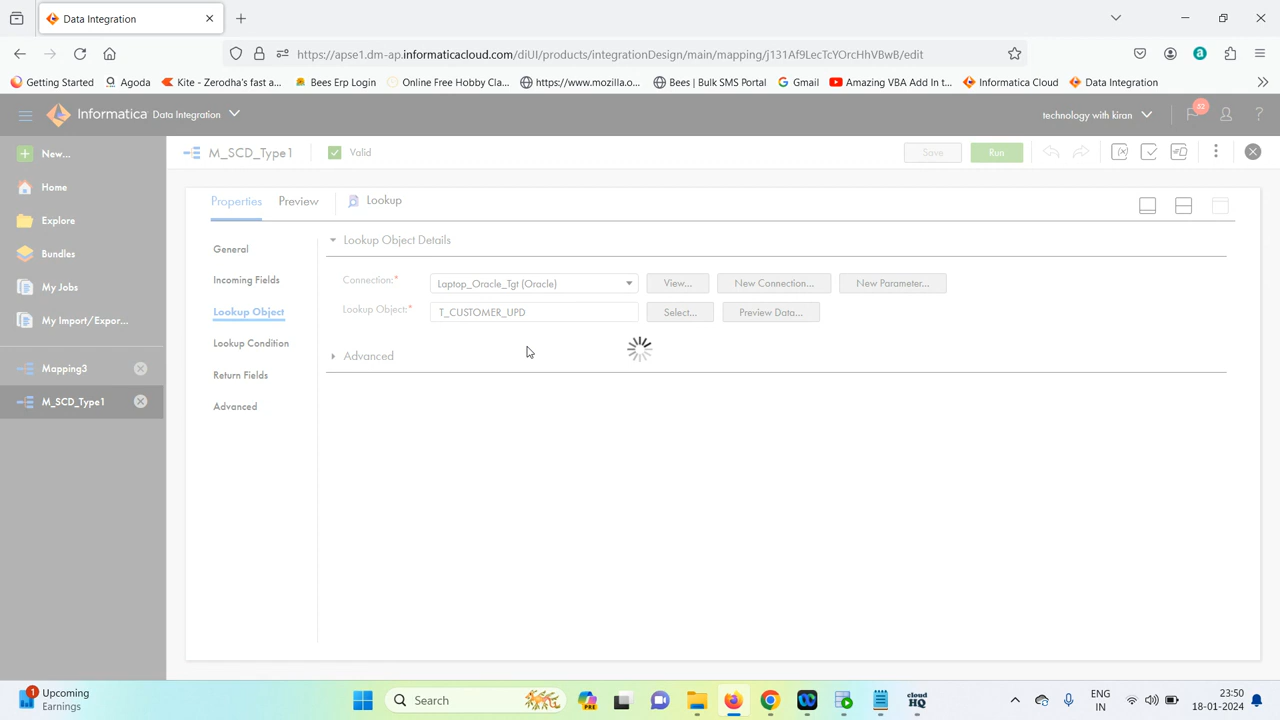 Data Integration
https://apse1.dm-ap.informaticacloud.com/diUI/products/integrationDesign/main/mapping/j131Af9LecTcYOrcHhVBwB/edit
Getting Started
Agoda
Kite - Zerodha's fast a...
Bees Erp Login
Online Free Hobby Cla...
https://www.mozilla.o...
Bees | Bulk SMS Portal
Gmail
Amazing VBA Add In t...
Informatica Cloud
Data Integration
Informatica Data Integration
technology with kiran
82
?
New...
Home
Explore
Bundles
My Jobs
My Import/Expor...
Mapping3
M_SCD_Type1
M_SCD_Type1
Valid
Save
Run
Properties
Preview
Lookup
General
Incoming Fields
Lookup Object
Lookup Condition
Return Fields
Advanced
Lookup Object Details
Connection:*
Laptop_Oracle_Tgt (Oracle)
View...
New Connection...
New Parameter...
Lookup Object:*
T_CUSTOMER_UPD
Select...
Preview Data...
Advanced
1
Upcoming
Earnings
Search
PRE
cloud
HQ
ENG
IN
23:50
18-01-2024